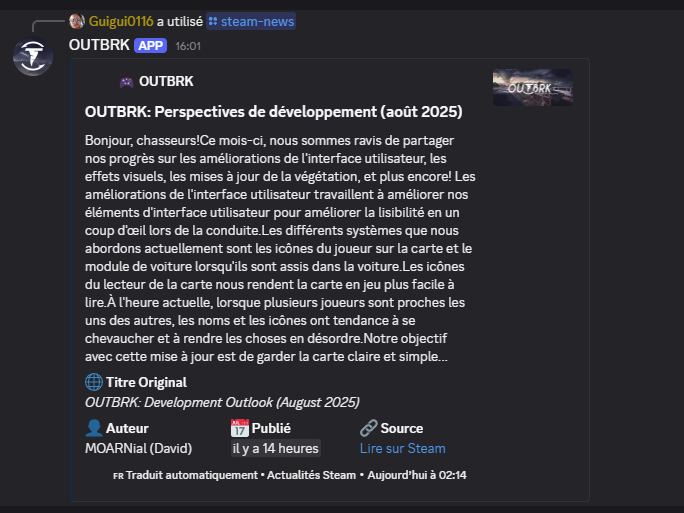 Guigui0116 a utilisé steam-news
OUTBRK APP 16:01
OUTBRK
OUTBRK
OUTBRK: Perspectives de développement (août 2025)
Bonjour, chasseurs!Ce mois-ci, nous sommes ravis de partager
nos progrès sur les améliorations de l'interface utilisateur, les
effets visuels, les mises à jour de la végétation, et plus encore! Les
améliorations de l'interface utilisateur travaillent à améliorer nos
éléments d'interface utilisateur pour améliorer la lisibilité en un
coup d'œil lors de la conduite.Les différents systèmes que nous
abordons actuellement sont les icônes du joueur sur la carte et le
module de voiture lorsqu'ils sont assis dans la voiture.Les icônes
du lecteur de la carte nous rendent la carte en jeu plus facile à
lire.À l'heure actuelle, lorsque plusieurs joueurs sont proches les
uns des autres, les noms et les icônes ont tendance à se
chevaucher et à rendre les choses en désordre.Notre objectif
avec cette mise à jour est de garder la carte claire et simple...
Titre Original
OUTBRK: Development Outlook (August 2025)
Auteur
MOARNial (David)
JUL 17 Publié
il y a 14 heures
Source
Lire sur Steam
FR Traduit automatiquement • Actualités Steam • Aujourd'hui à 02:14